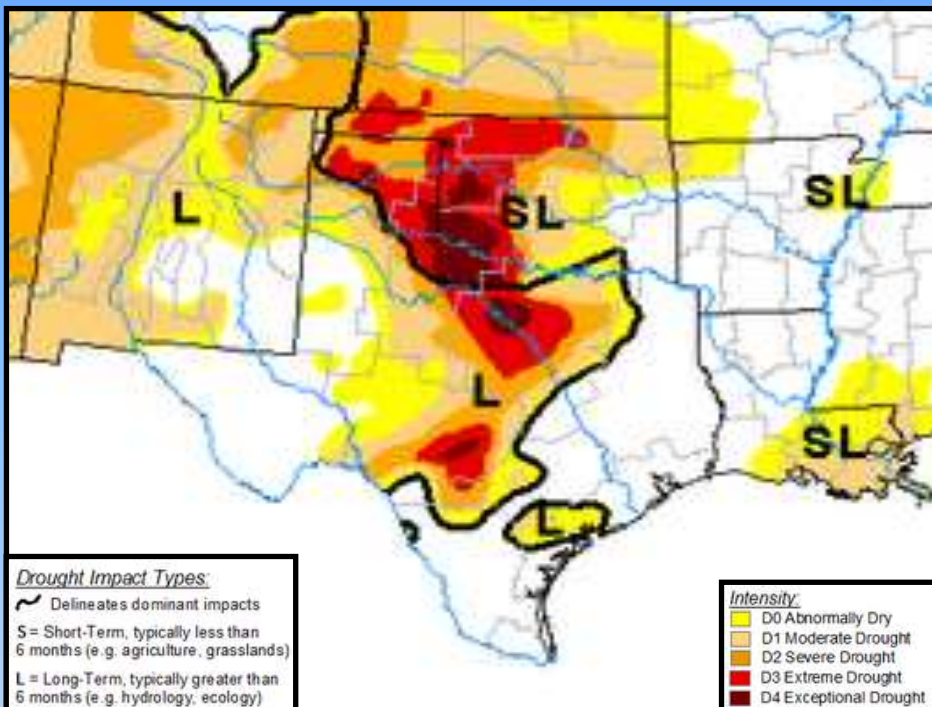 L
SL
SL
L
SL
L
Drought Impact Types:
Delineates dominant impacts
S = Short-Term, typically less than
6 months (e.g. agriculture, grasslands)
L = Long-Term, typically greater than
6 months (e.g. hydrology, ecology)
Intensity:
D0 Abnormally Dry
D1 Moderate Drought
D2 Severe Drought
D3 Extreme Drought
D4 Exceptional Drought